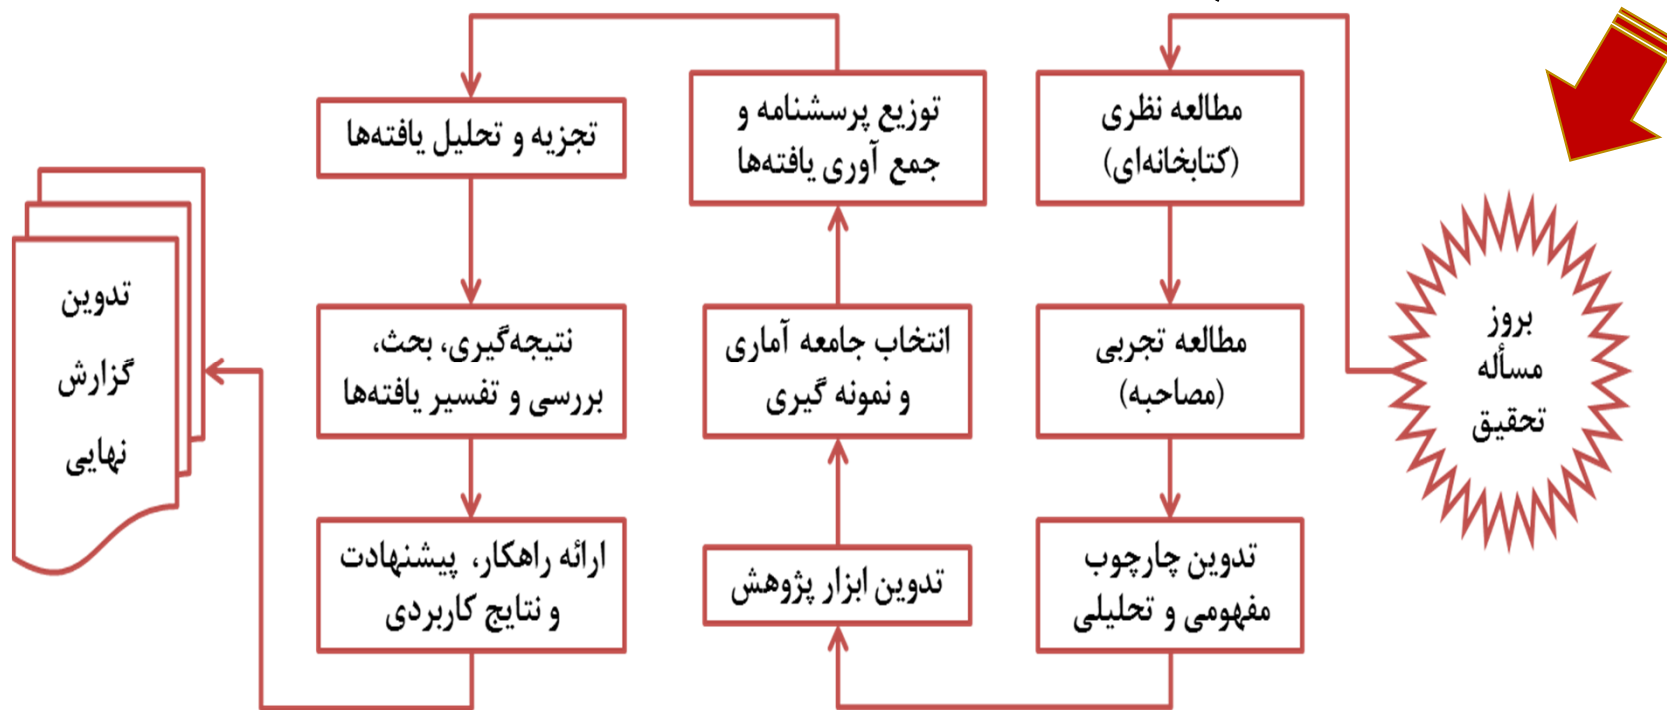 بروز
مسأله
تحقیق
مطالعه نظری
(کتابخانه‌ای)
مطالعه تجربی
(مصاحبه)
تدوین چارچوب
مفهومی و تحلیلی
تدوین ابزار پژوهش
انتخاب جامعه آماری
و نمونه گیری
توزیع پرسشنامه و
جمع آوری یافته‌ها
تجزیه و تحلیل یافته‌ها
نتیجه‌گیری، بحث،
بررسی و تفسیر یافته‌ها
ارائه راهکار، پیشنهادت
و نتایج کاربردی
تدوین
گزارش
نهایی